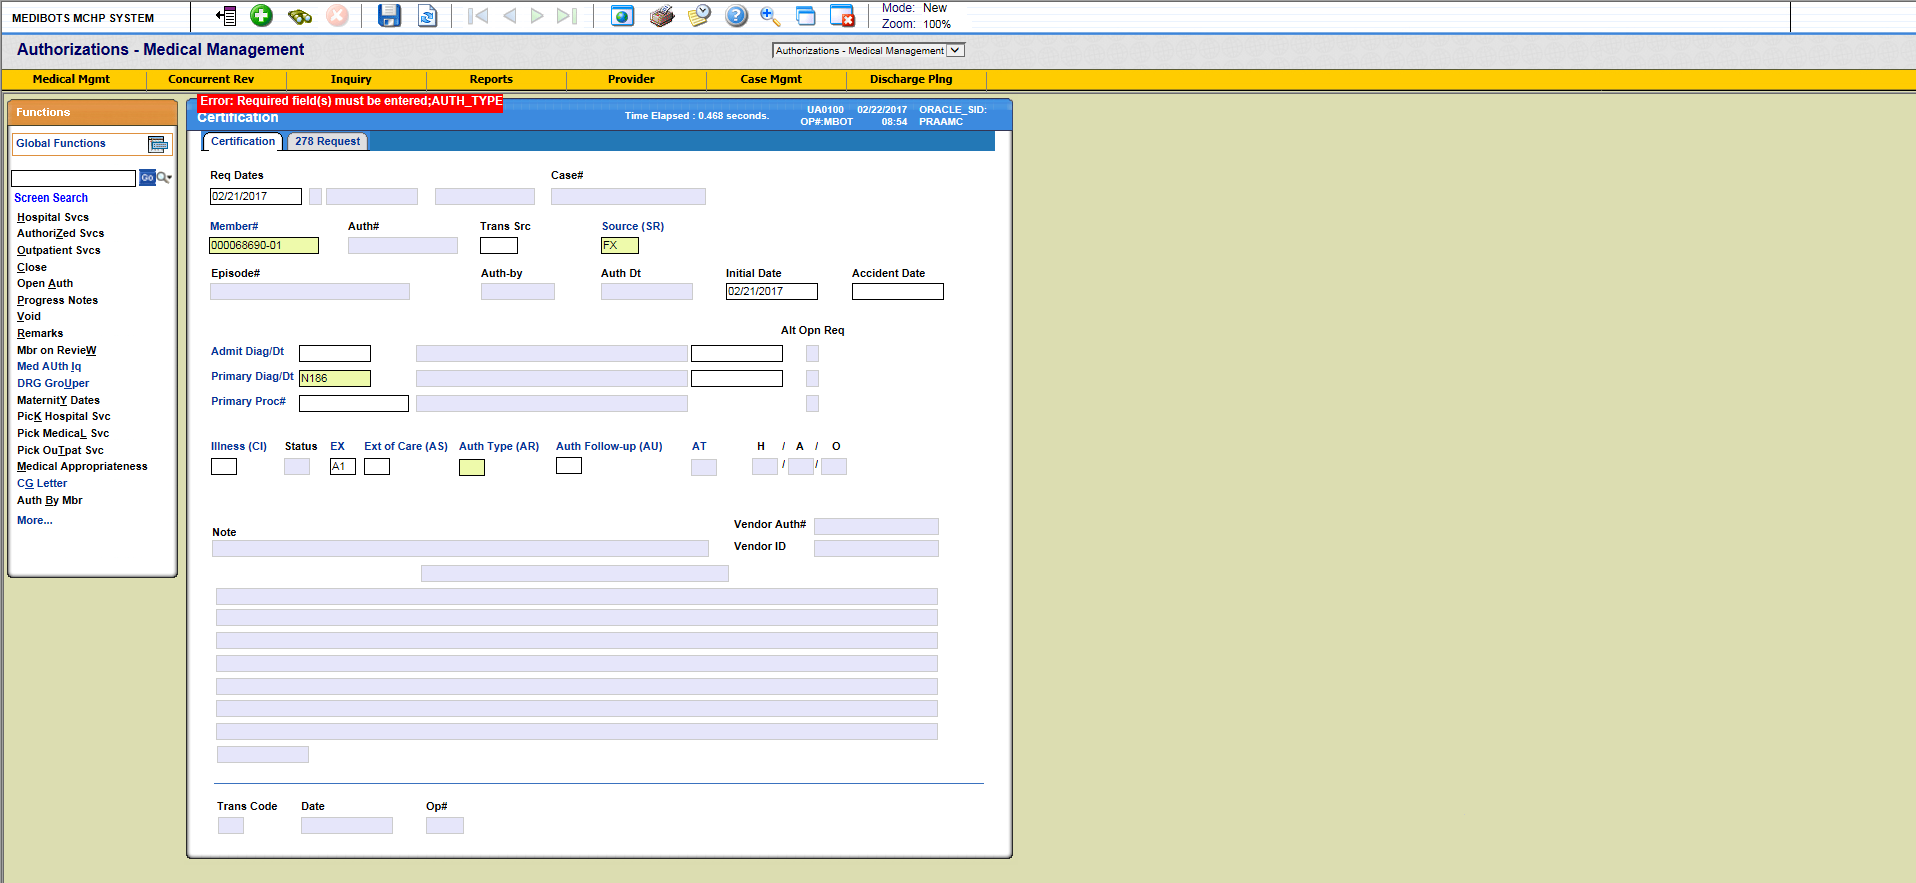 MEDIBOTS MCHP SYSTEM
Mode: New
Zoom: 100%
Authorizations - Medical Management
Authorizations - Medical Management
Medical Mgmt Concurrent Rev Inquiry Reports Provider Case Mgmt Discharge Plng
Functions
Global Functions
Go
Screen Search
Hospital Svcs
AuthoriZed Svcs
Outpatient Svcs
Close
Open Auth
Progress Notes
Void
Remarks
Mbr on RevieW
Med AUth Iq
DRG GroUper
MaternitY Dates
PicK Hospital Svc
Pick MedicaL Svc
Pick OuTpat Svc
Medical Appropriateness
CG Letter
Auth By Mbr
More...
Error: Required field(s) must be entered;AUTH_TYPE
Certification
Time Elapsed : 0.468 seconds.
UA0100 02/22/2017 ORACLE_SID:
OP#:MBOT 08:54 PRAAMC
Certification 278 Request
Req Dates Case#
02/21/2017
Member# Auth# Trans Src Source (SR)
000068690-01 FX
Episode# Auth-by Auth Dt Initial Date Accident Date
02/21/2017
Alt Opn Req
Admit Diag/Dt
Primary Diag/Dt N186
Primary Proc#
Illness (CI) Status EX Ext of Care (AS) Auth Type (AR) Auth Follow-up (AU) AT H / A / O
A1 / /
Vendor Auth#
Note
Vendor ID
Trans Code Date Op#